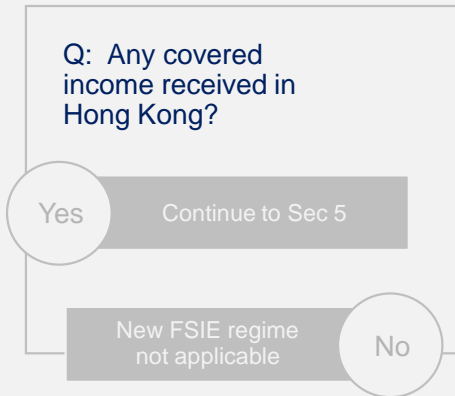 Q: Any covered
income received in
Hong Kong?
Yes
Continue to Sec 5
New FSIE regime
not applicable
No